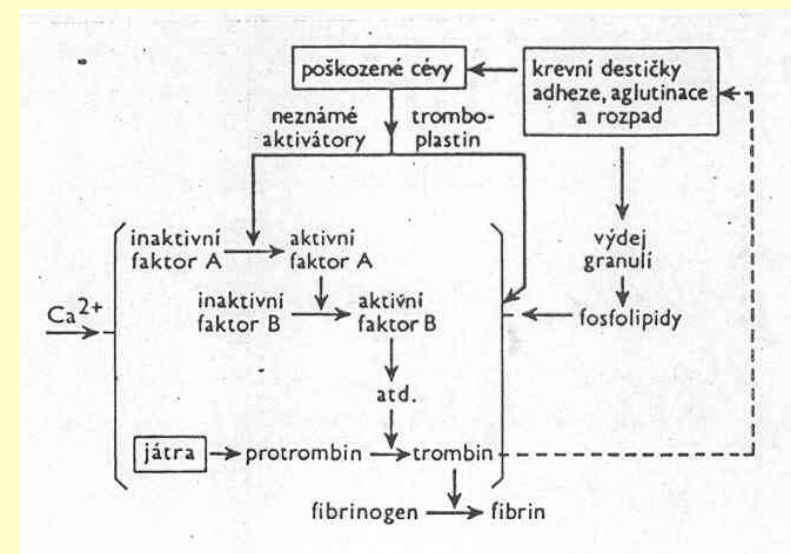 poškozené cévy
krevní destičky
adheze, aglutinace
a rozpad
neznámé
aktivátory
trombo-
plastin
inaktivní
faktor A
aktivní
faktor A
výdej
granulí
inaktivní
faktor B
aktivní
faktor B
Ca2+
fosfolipidy
atd.
játra
protrombin
trombin
fibrinogen
fibrin